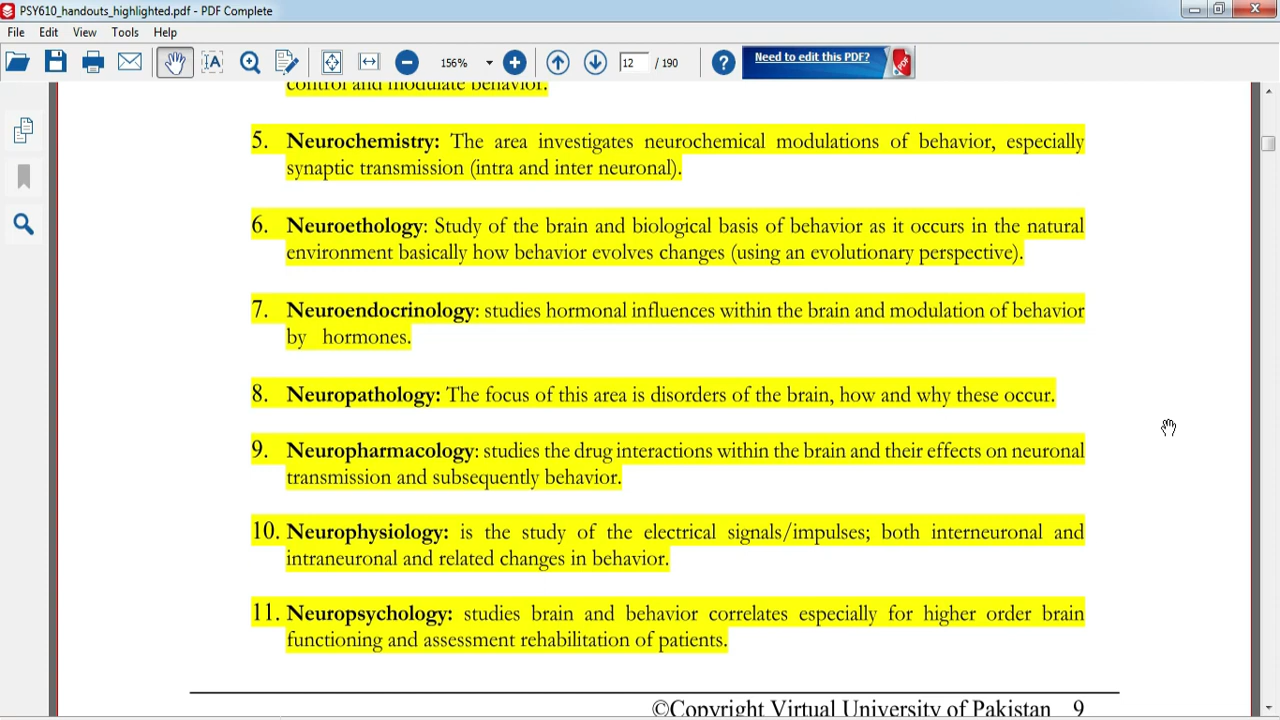 PSY610_handouts_highlighted.pdf - PDF Complete
File Edit View Tools Help
156% 12 / 190 Need to edit this PDF?
control and modulate behavior.
5. Neurochemistry: The area investigates neurochemical modulations of behavior, especially
synaptic transmission (intra and inter neuronal).
6. Neuroethology: Study of the brain and biological basis of behavior as it occurs in the natural
environment basically how behavior evolves changes (using an evolutionary perspective).
7. Neuroendocrinology: studies hormonal influences within the brain and modulation of behavior
by hormones.
8. Neuropathology: The focus of this area is disorders of the brain, how and why these occur.
9. Neuropharmacology: studies the drug interactions within the brain and their effects on neuronal
transmission and subsequently behavior.
10. Neurophysiology: is the study of the electrical signals/impulses; both interneuronal and
intraneuronal and related changes in behavior.
11. Neuropsychology: studies brain and behavior correlates especially for higher order brain
functioning and assessment rehabilitation of patients.
©Copyright Virtual University of Pakistan 9